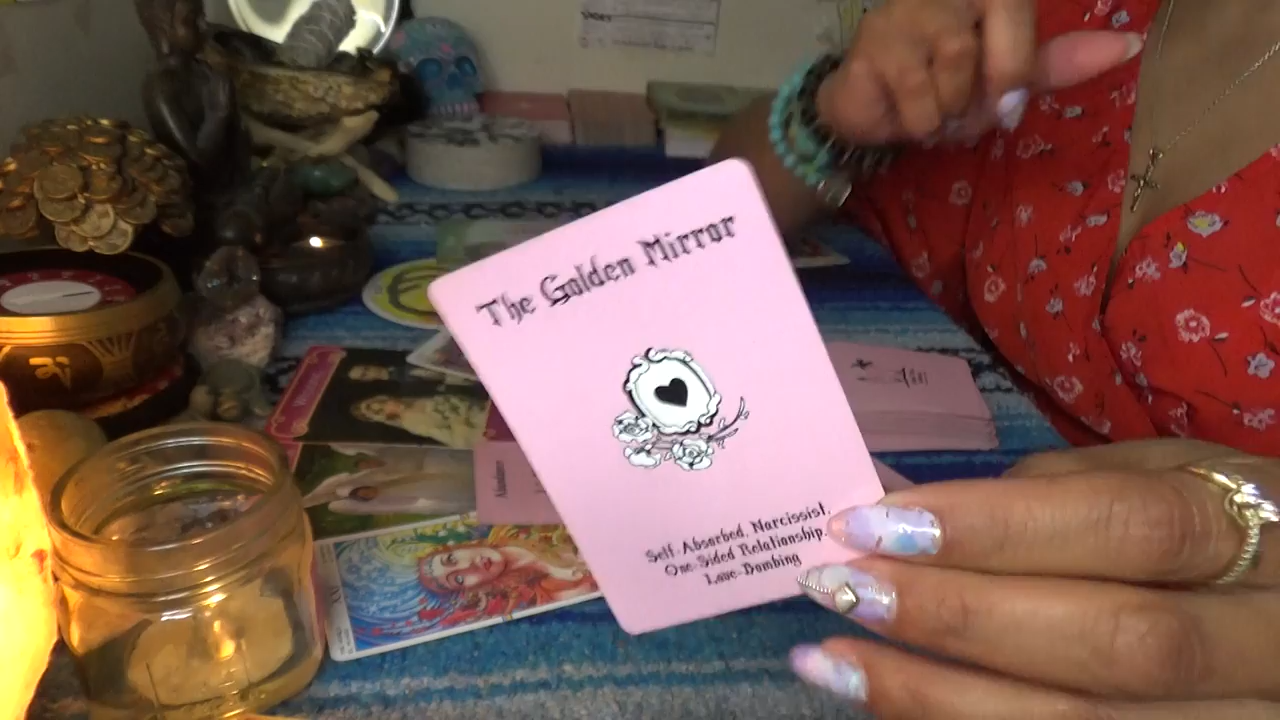 The Golden Mirror
Self-Absorbed, Narcissist,
One-Sided Relationship,
Love-Bombing